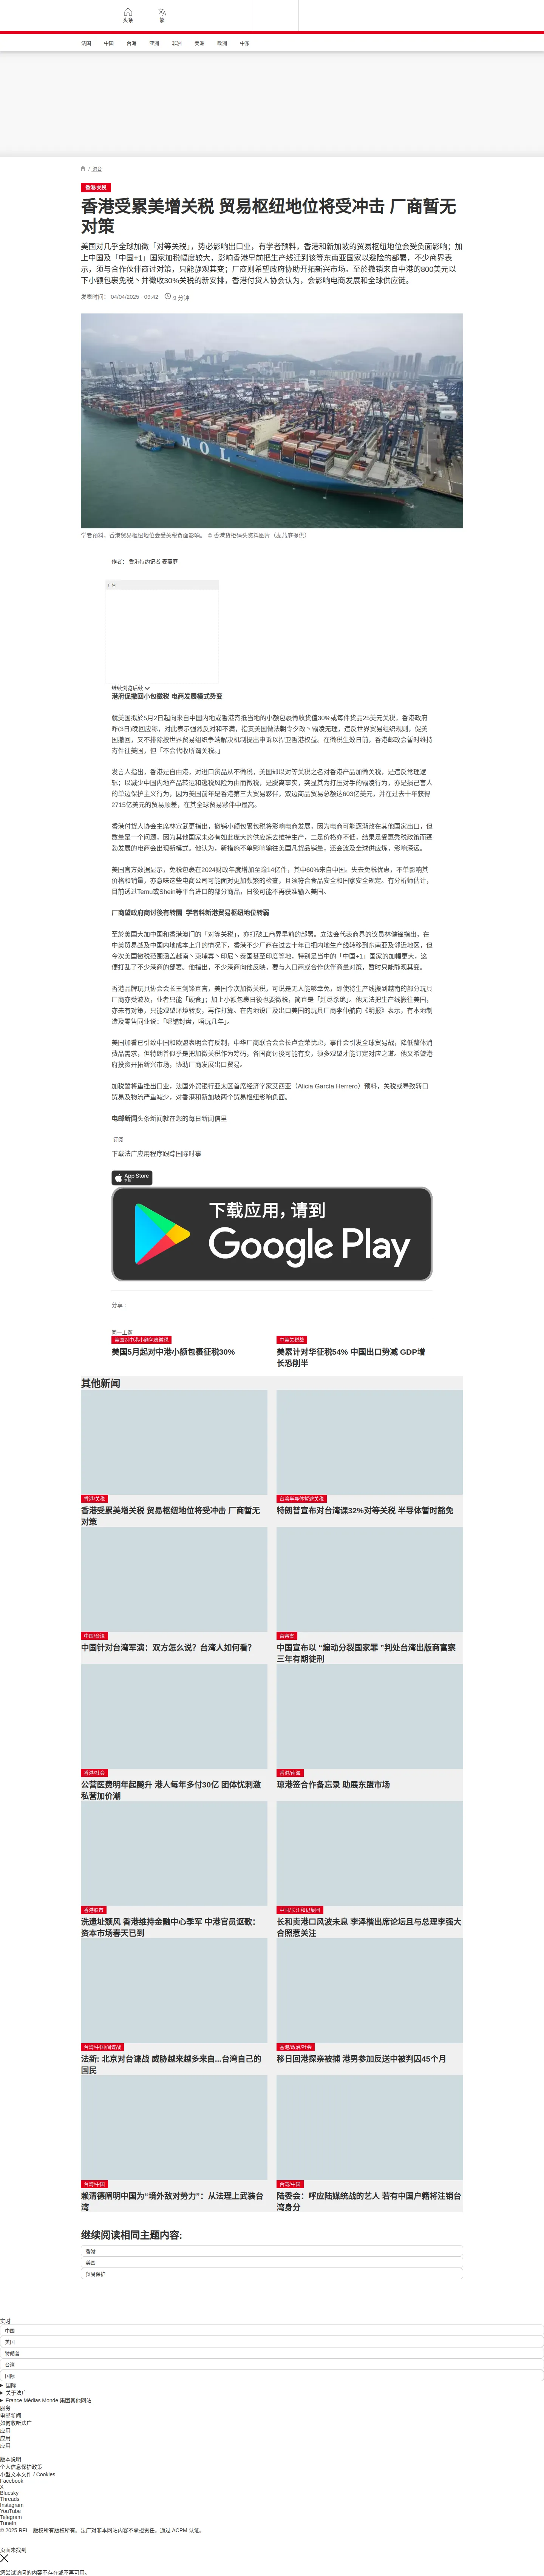 头条
繁
法国 中国 台海 亚洲 非洲 美洲 欧洲 中东
/ 港台
香港/关税
香港受累美增关税 贸易枢纽地位将受冲击 厂商暂无
对策
美国对几乎全球加徵「对等关税」，势必影响出口业，有学者预料，香港和新加坡的贸易枢纽地位会受负面影响；加
上中国及「中国+1」国家加税幅度较大，影响香港早前把生产线迁到该等东南亚国家以避险的部署，不少商界表
示，须与合作伙伴商讨对策，只能静观其变；厂商则希望政府协助开拓新兴市场。至於撤销来自中港的800美元以
下小额包裹免税丶并徵收30%关税的新安排，香港付货人协会认为，会影响电商发展和全球供应链。
发表时间： 04/04/2025 - 09:42 9 分钟
学者预料，香港贸易枢纽地位会受关税负面影响。 © 香港货柜码头资料图片（麦燕庭提供）
作者： 香港特约记者 麦燕庭
广告
继续浏览后续
港府促撤回小包徵税 电商发展模式势变
就美国拟於5月2日起向来自中国内地或香港寄抵当地的小额包裹徵收货值30%或每件货品25美元关税，香港政府
昨(3日)晚回应称，对此表示强烈反对和不满，指责美国做法朝令夕改丶霸凌无理，违反世界贸易组织规则，促美
国撤回，又不排除按世界贸易组织争端解决机制提出申诉以捍卫香港权益。在徵税生效日前，香港邮政会暂时维持
寄件往美国，但「不会代收所谓关税。」
发言人指出，香港是自由港，对进口货品从不徵税，美国却以对等关税之名对香港产品加徵关税，是违反常理逻
辑；以减少中国内地产品转运和逃税风险为由而徵税，是脱离事实，突显其为打压对手的霸凌行为，亦是损己害人
的单边保护主义行为，因为美国前年是香港第三大贸易夥伴，双边商品贸易总额达603亿美元，并在过去十年获得
2715亿美元的贸易顺差，在其全球贸易夥伴中最高。
香港付货人协会主席林宣武更指出，撤销小额包裹包税将影响电商发展，因为电商可能逐渐改在其他国家出口，但
数量是一个问题，因为其他国家未必有如此庞大的供应炼去维持生产，二是价格亦不低，结果是受惠秃税政策而蓬
勃发展的电商会出现新模式。他认为，新措施不单影响输往美国凡货品销量，还会波及全球供应炼，影响深远。
美国官方数据显示，免税包裹在2024财政年度增加至逾14亿件，其中60%来自中国。失去免税优惠，不单影响其
价格和销量，亦意味这些电商公司可能面对更加频繁的检查，且须符合食品安全和国家安全规定。有分析师估计，
目前透过Temu或Shein等平台进口的部分商品，日後可能不再获准输入美国。
厂商望政府商讨後有转圜 学者料新港贸易枢纽地位转弱
至於美国大加中国和香港澳门的「对等关税」，亦打破工商界早前的部署。立法会代表商界的议员林健锋指出，在
中美贸易战及中国内地成本上升的情况下，香港不少厂商在过去十年已把内地生产线转移到东南亚及邻近地区，但
今次美国徵税范围涵盖越南丶柬埔寨丶印尼丶泰国甚至印度等地，特别是当中的「中国+1」国家的加幅更大，这
便打乱了不少港商的部署。他指出，不少港商向他反映，要与入口商或合作伙伴商量对策，暂时只能静观其变。
香港品牌玩具协会会长王剑锋直言，美国今次加徵关税，可说是无人能够幸免，即使将生产线搬到越南的部分玩具
厂商亦受波及，业者只能「硬食」；加上小额包裹日後也要徵税，简直是「赶尽杀绝」。他无法把生产线搬往美国，
亦未有对策，只能观望环境转变，再作打算。在内地设厂及出口美国的玩具厂商李仲航向《明报》表示，有本地制
造及零售同业说:「呢铺封盘，唔玩几年」。
美国加看已引致中国和欧盟表明会有反制，中华厂商联合会会长卢金荣忧虑，事件会引发全球贸易战，降低整体消
费品需求，但特朗普似乎是把加徵关税作为筹码，各国商讨後可能有变，须多观望才能订定对应之道。他又希望港
府投资开拓新兴市场，协助厂商发展出口贸易。
加税誓将重挫出口业，法国外贸银行亚太区首席经济学家艾西亚（Alicia García Herrero）预料，关税或导致转口
贸易及物流严重减少，对香港和新加坡两个贸易枢纽影响负面。
电邮新闻头条新闻就在您的每日新闻信里
订阅
下载法广应用程序跟踪国际时事
App Store
下载
下载应用，请到
Google Play
分享 :
同一主题
美国对中港小额包裹徵税
美国5月起对中港小额包裹征税30%
中美关税战
美累计对华征税54% 中国出口势减 GDP增
长恐削半
其他新闻
香港/关税
香港受累美增关税 贸易枢纽地位将受冲击 厂商暂无
对策
台湾半导体暂避关税
特朗普宣布对台湾课32%对等关税 半导体暂时豁免
中国/台湾
中国针对台湾军演：双方怎么说？台湾人如何看？
富察案
中国宣布以 “煽动分裂国家罪 ”判处台湾出版商富察
三年有期徒刑
香港/社会
公营医费明年起飚升 港人每年多付30亿 团体忧刺激
私营加价潮
香港/南海
琼港签合作备忘录 助展东盟市场
香港股市
洗遗址颓风 香港维持金融中心季军 中港官员讴歌：
资本市场春天已到
中国/长江和记集团
长和卖港口风波未息 李泽楷出席论坛且与总理李强大
合照惹关注
台湾/中国/间谍战
法新: 北京对台谍战 威胁越来越多来自...台湾自己的
国民
香港/政治/社会
移日回港探亲被捕 港男参加反送中被判囚45个月
台湾/中国
赖清德阐明中国为“境外敌对势力”：从法理上武装台
湾
台湾/中国
陆委会：呼应陆媒统战的艺人 若有中国户籍将注销台
湾身分
继续阅读相同主题内容:
香港
美国
贸易保护
实时
中国
美国
特朗普
台湾
国际
国际
关于法广
France Médias Monde 集团其他网站
服务
电邮新闻
如何收听法广
应用
应用
应用
版本说明
个人信息保护政策
小型文本文件 / Cookies
Facebook
X
Bluesky
Threads
Instagram
YouTube
Telegram
TuneIn
© 2025 RFI – 版权所有版权所有。法广对非本网站内容不承担责任。通过 ACPM 认证。
页面未找到
您尝试访问的内容不存在或不再可用。